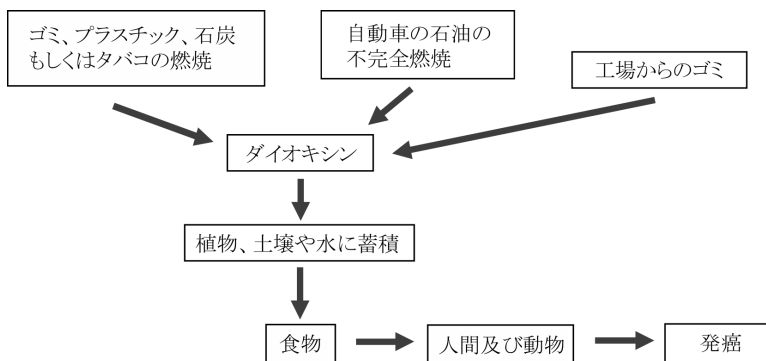 ゴミ、プラスチック、石炭
もしくはタバコの燃焼
自動車の石油の
不完全燃焼
工場からのゴミ
ダイオキシン
植物、土壌や水に蓄積
食物
人間及び動物
発癌